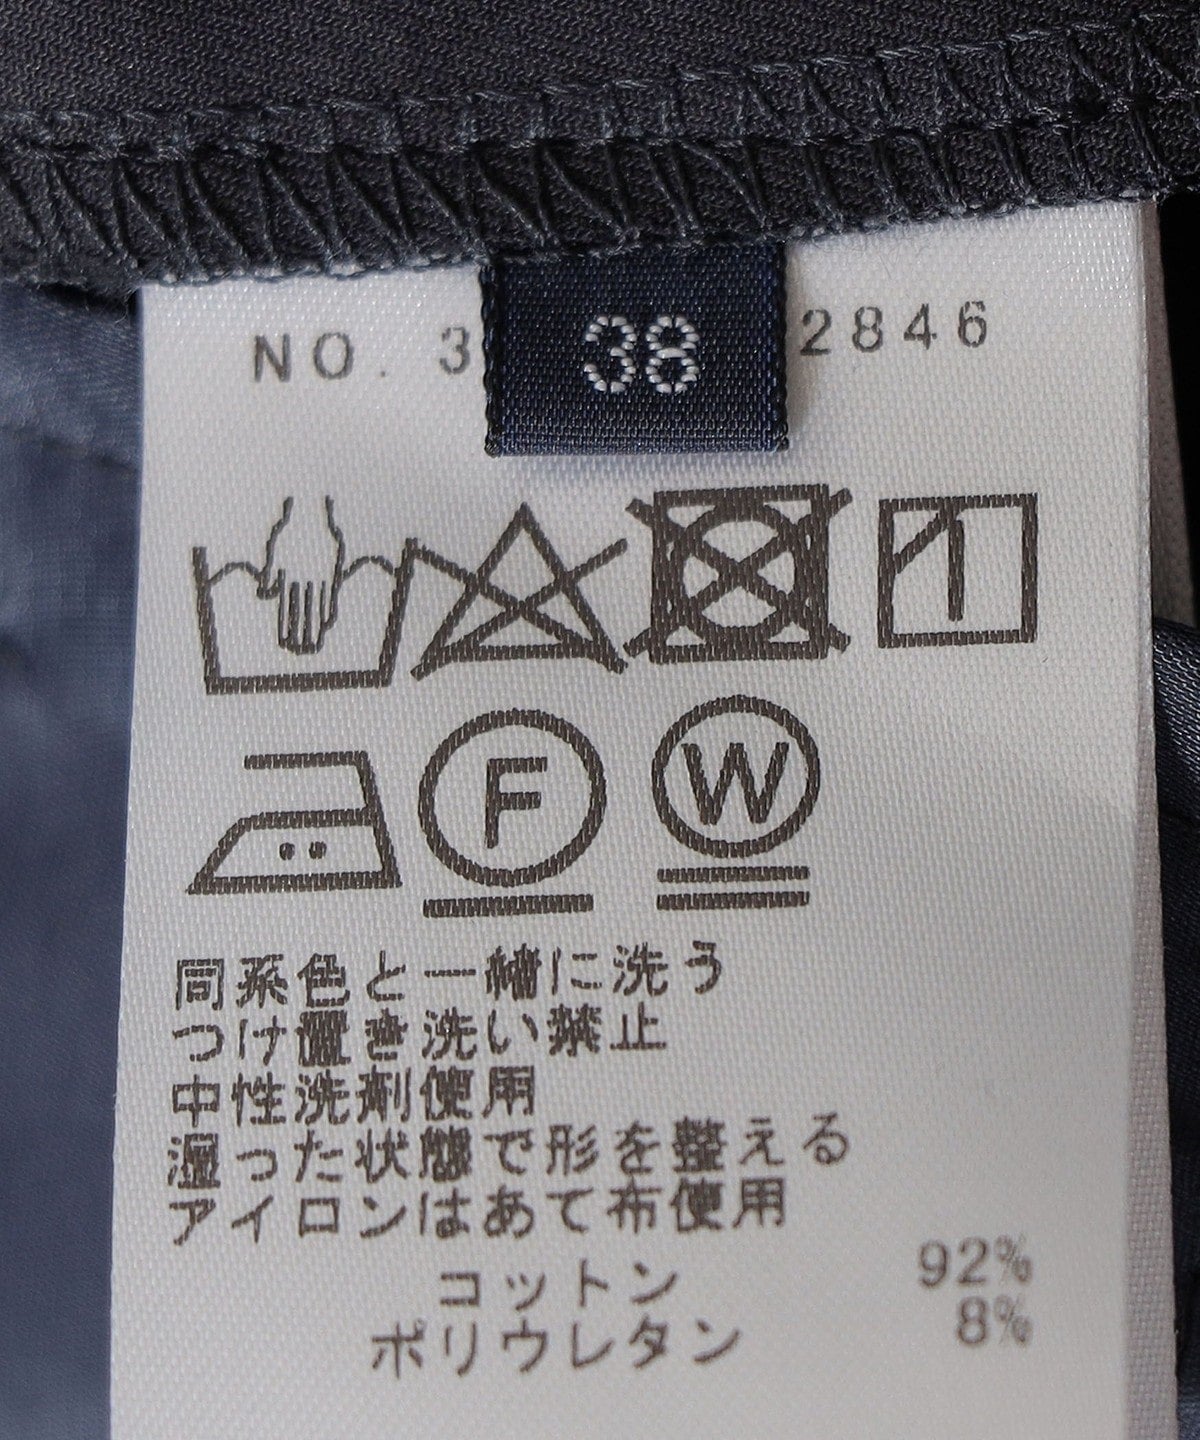 NO. 3
38
2846
F
W
同系色と一緒に洗う
つけ置き洗い禁止
中性洗剤使用
湿った状態で形を整える
アイロンはあて布使用
コットン 92%
ポリウレタン 8%